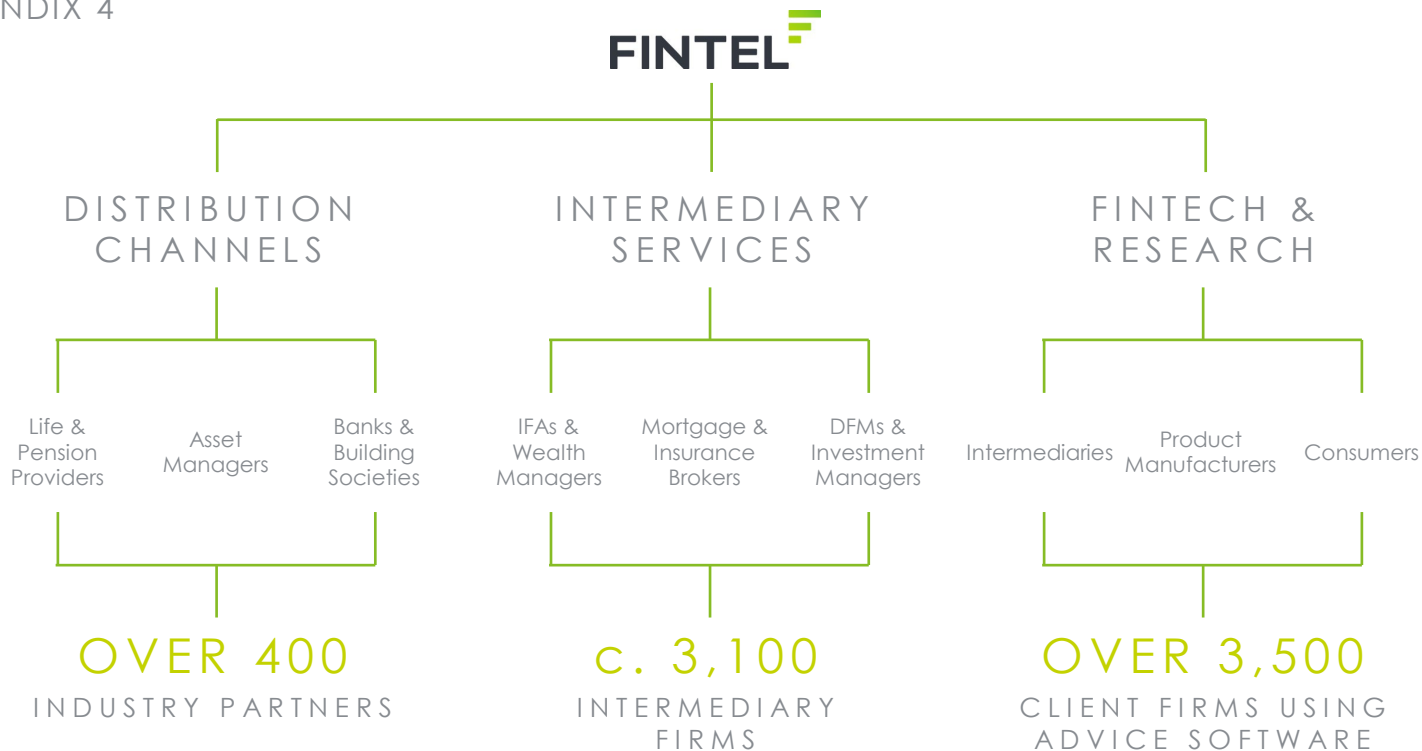 NDIX 4
FINTEL
DISTRIBUTION
CHANNELS
INTERMEDIARY
SERVICES
FINTECH &
RESEARCH
Life &
Pension
Providers
Asset
Managers
Banks &
Building
Societies
IFAs &
Wealth
Managers
Mortgage &
Insurance
Brokers
DFMs &
Investment
Managers
Intermediaries
Product
Manufacturers
Consumers
OVER 400
INDUSTRY PARTNERS
c. 3,100
INTERMEDIARY
FIRMS
OVER 3,500
CLIENT FIRMS USING
ADVICE SOFTWARE